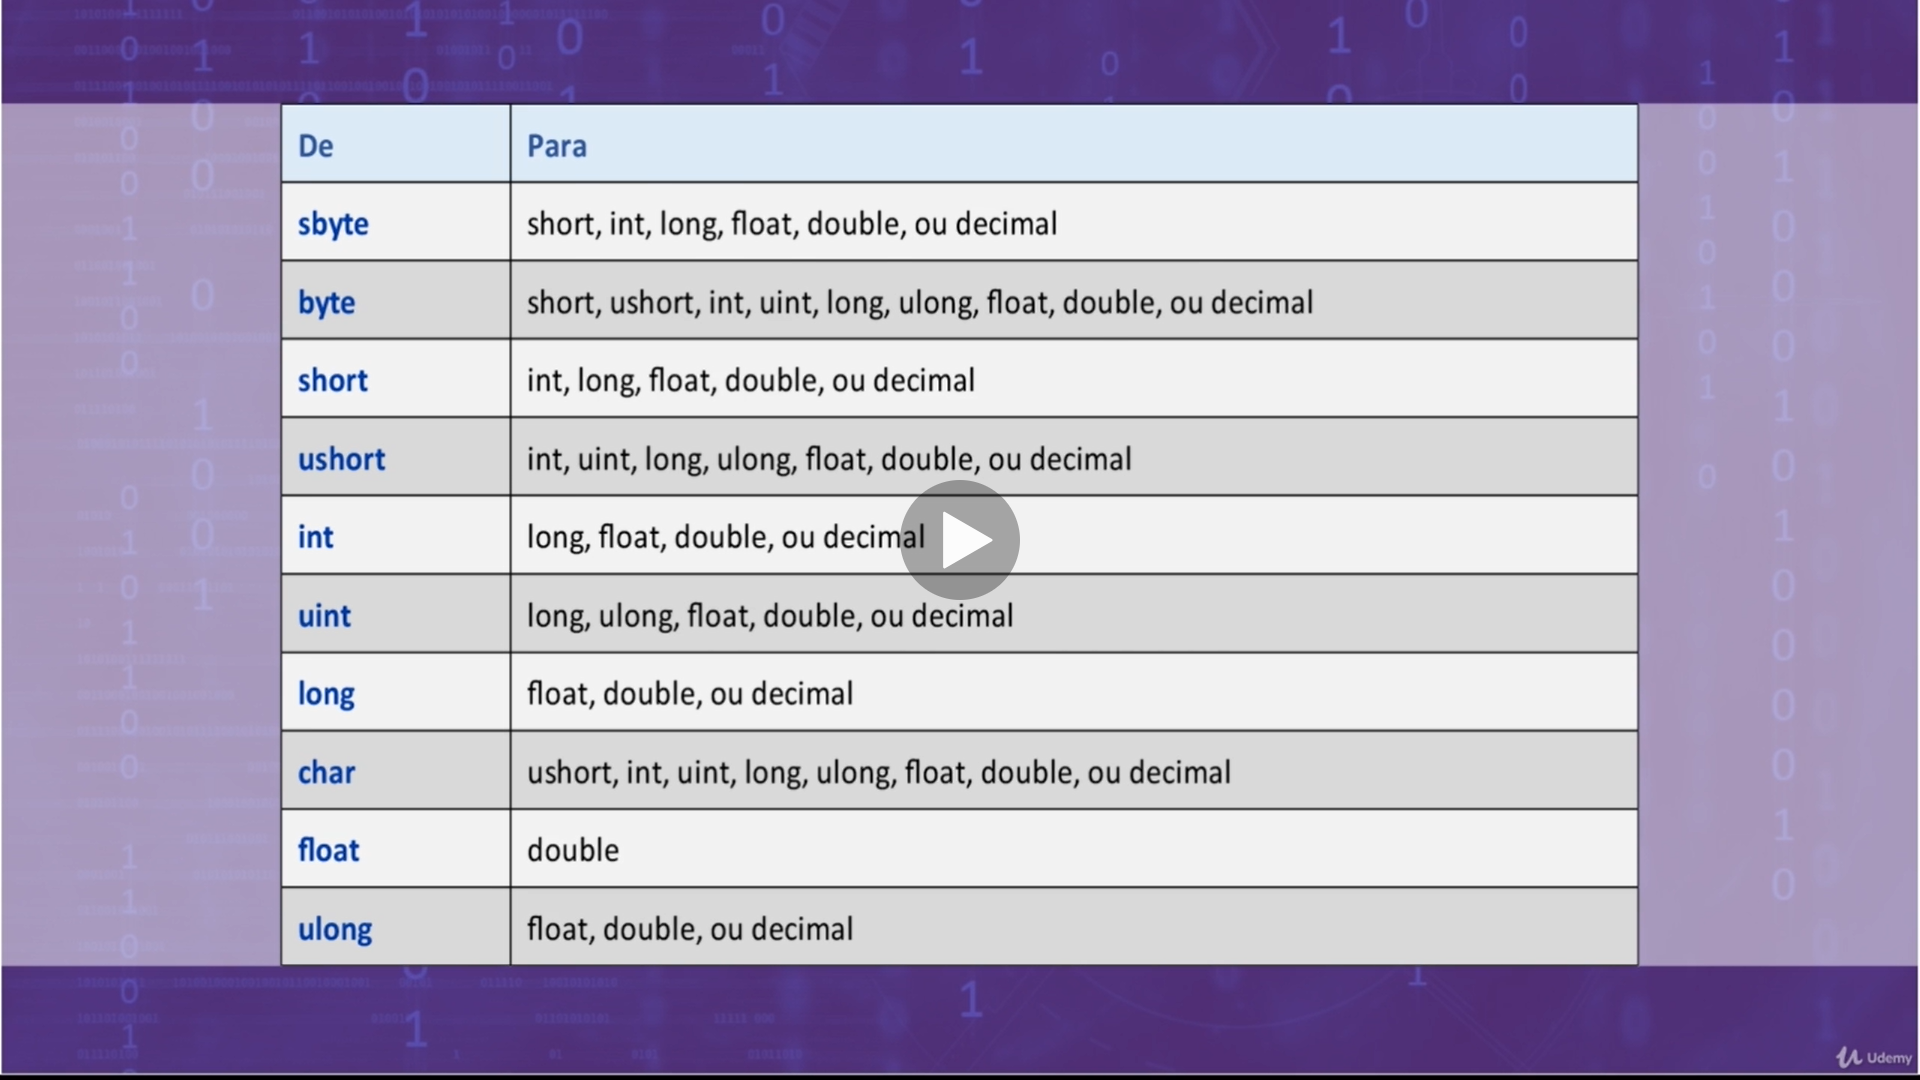 De Para
sbyte short, int, long, float, double, ou decimal
byte short, ushort, int, uint, long, ulong, float, double, ou decimal
short int, long, float, double, ou decimal
ushort int, uint, long, ulong, float, double, ou decimal
int long, float, double, ou decimal
uint long, ulong, float, double, ou decimal
long float, double, ou decimal
char ushort, int, uint, long, ulong, float, double, ou decimal
float double
ulong float, double, ou decimal
Udemy